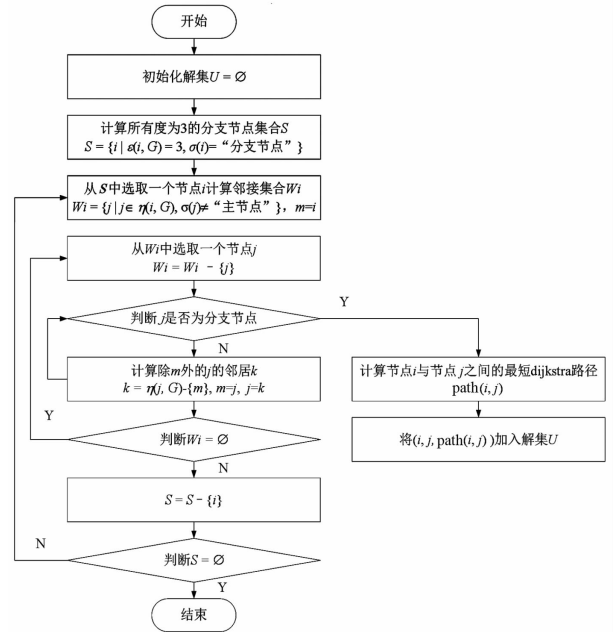 开始
初始化解集U = ∅
计算所有度为3的分支节点集合S
S = {i | ε(i, G) = 3, σ(i)= “分支节点” }
从S中选取一个节点i计算邻接集合Wi
Wi = {j | j∈ η(i, G), σ(j)≠ “主节点” }，m=i
从Wi中选取一个节点j
Wi = Wi − {j}
判断 j是否为分支节点
Y
N
计算除m外的j的邻居k
k = η(j, G)-{m}, m=j, j=k
计算节点i与节点 j之间的最短dijkstra路径
path(i, j)
Y
判断Wi = ∅
将(i, j, path(i, j) )加入解集U
N
S = S − {i}
N
判断S = ∅
Y
结束